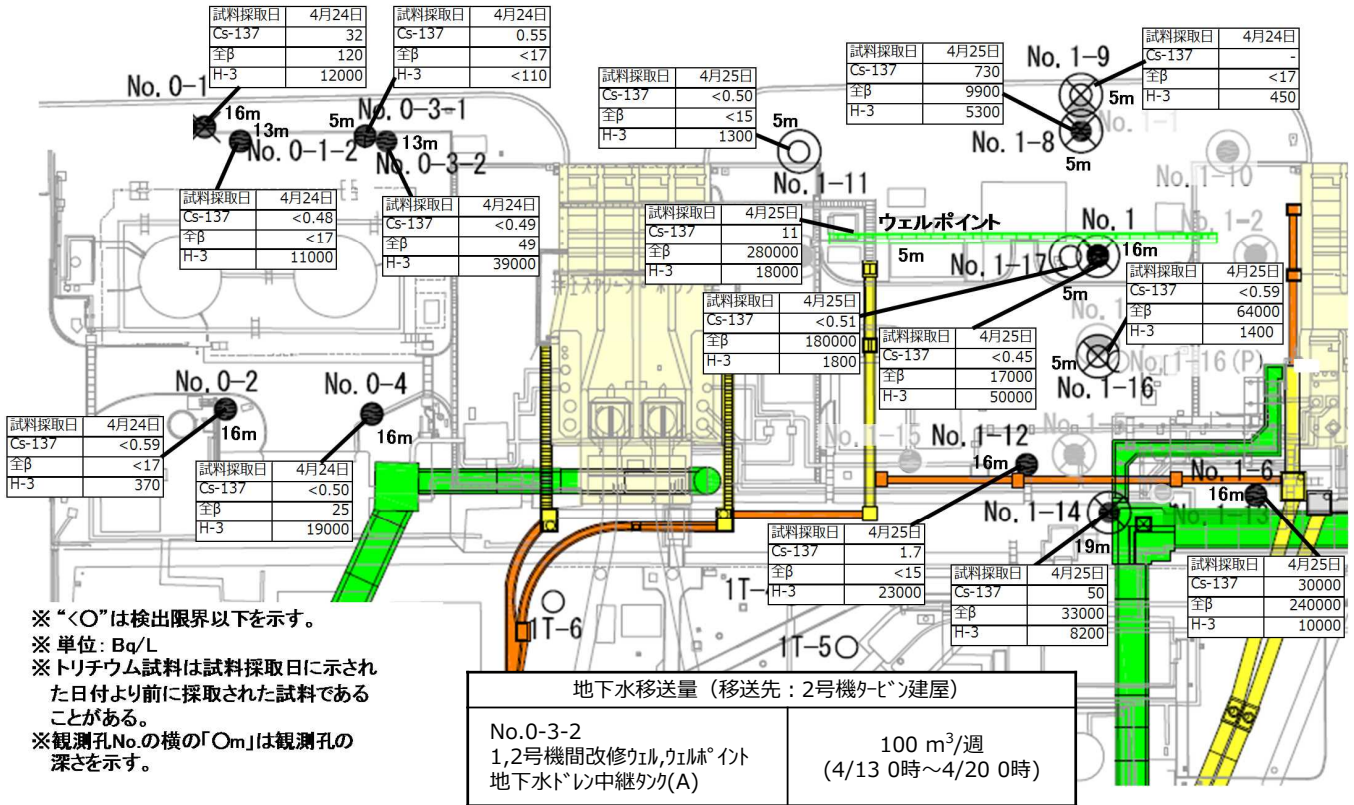 試料採取日 4月24日
Cs-137 32
全β 120
H-3 12000
試料採取日 4月24日
Cs-137 0.55
全β <17
H-3 <110
試料採取日 4月25日
Cs-137 <0.50
全β <15
H-3 1300
試料採取日 4月25日
Cs-137 730
全β 9900
H-3 5300
試料採取日 4月24日
Cs-137 -
全β <17
H-3 450
No. 0-1
16m
13m
No. 0-1-2
5m
No. 0-3-1
13m
No. 0-3-2
5m
No. 1-11
No. 1-9
5m
No. 1-1
No. 1-8
5m
No. 1-10
試料採取日 4月24日
Cs-137 <0.48
全β <17
H-3 11000
試料採取日 4月24日
Cs-137 <0.49
全β 49
H-3 39000
試料採取日 4月25日
Cs-137 11
全β 280000
H-3 18000
ウェルポイント
5m
No. 1
16m
No. 1-2
No. 1-17
5m
試料採取日 4月25日
Cs-137 <0.51
全β 180000
H-3 1800
試料採取日 4月25日
Cs-137 <0.45
全β 17000
H-3 50000
試料採取日 4月25日
Cs-137 <0.59
全β 64000
H-3 1400
5m
No. 1-16
No. 1-16(P)
No. 0-2
16m
No. 0-4
16m
試料採取日 4月24日
Cs-137 <0.59
全β <17
H-3 370
試料採取日 4月24日
Cs-137 <0.50
全β 25
H-3 19000
No. 1-15
No. 1-12
16m
No. 1-6
16m
No. 1-13
No. 1-14
19m
試料採取日 4月25日
Cs-137 1.7
全β <15
H-3 23000
試料採取日 4月25日
Cs-137 50
全β 33000
H-3 8200
試料採取日 4月25日
Cs-137 30000
全β 240000
H-3 10000
1T-6
1T-5
※ “<〇”は検出限界以下を示す。
※ 単位: Bq/L
※ トリチウム試料は試料採取日に示され
た日付より前に採取された試料である
ことがある。
※観測孔No.の横の「〇m」は観測孔の
深さを示す。
地下水移送量 (移送先:2号機タービン建屋)
No.0-3-2
1,2号機間改修ウェル,ウェルポイント
地下水ドレン中継タンク(A)
100 m³/週
(4/13 0時~4/20 0時)